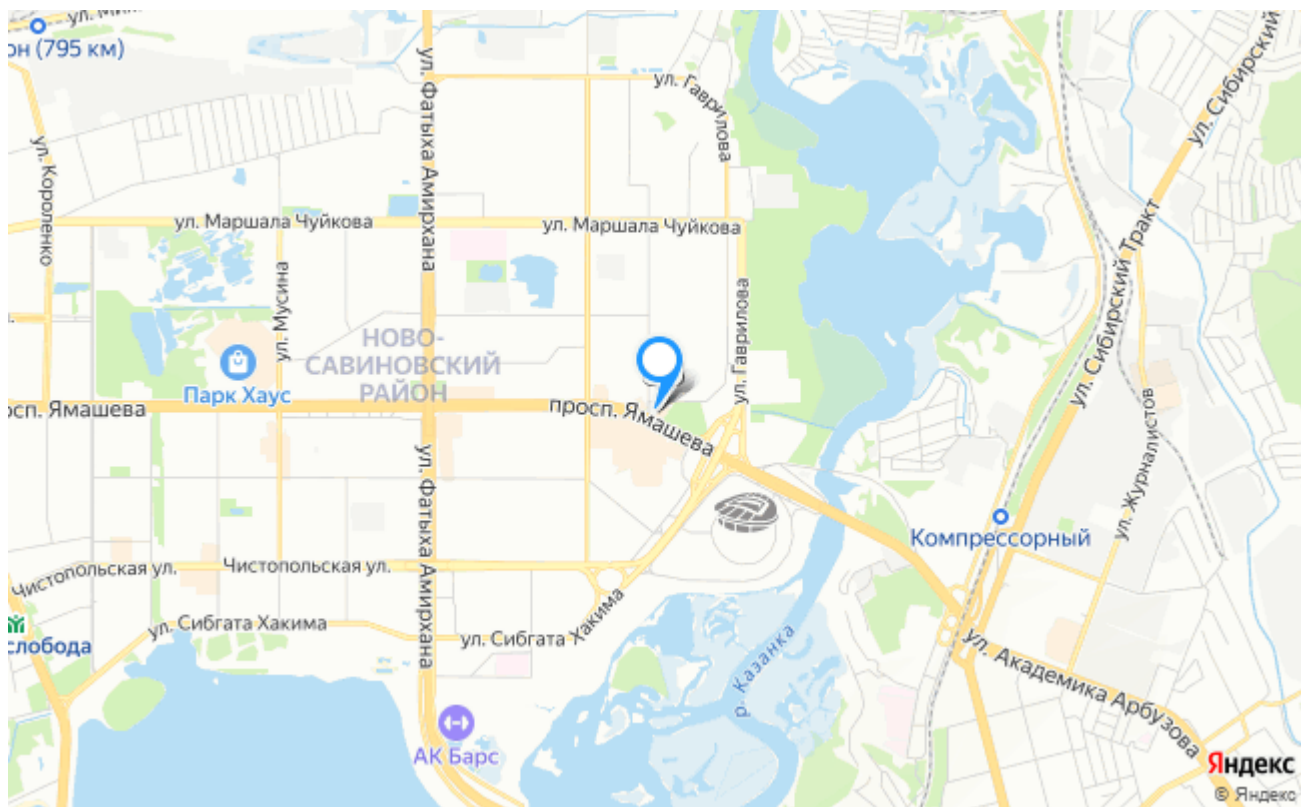 ул.
он (795 км)
ул. Короленко
ул. Фатыха Амирхана
ул. Гаврилова
ул. Сибирский
ул. Маршала Чуйкова
ул. Маршала Чуйкова
ул. Мусина
ул. Гаврилова
ул. Сибирский Тракт
НОВО-
САВИНОВСКИЙ
РАЙОН
Парк Хаус
просп. Ямашева
осп. Ямашева
ул. Журналистов
ул. Фатыха Амирхана
Компрессорный
Чистопольская ул.
Чистопольская ул.
ул. Сибгата Хакима
ул. Сибгата Хакима
слобода
р. Казанка
ул. Академика Арбузова
АК Барс
Яндекс
© Яндекс